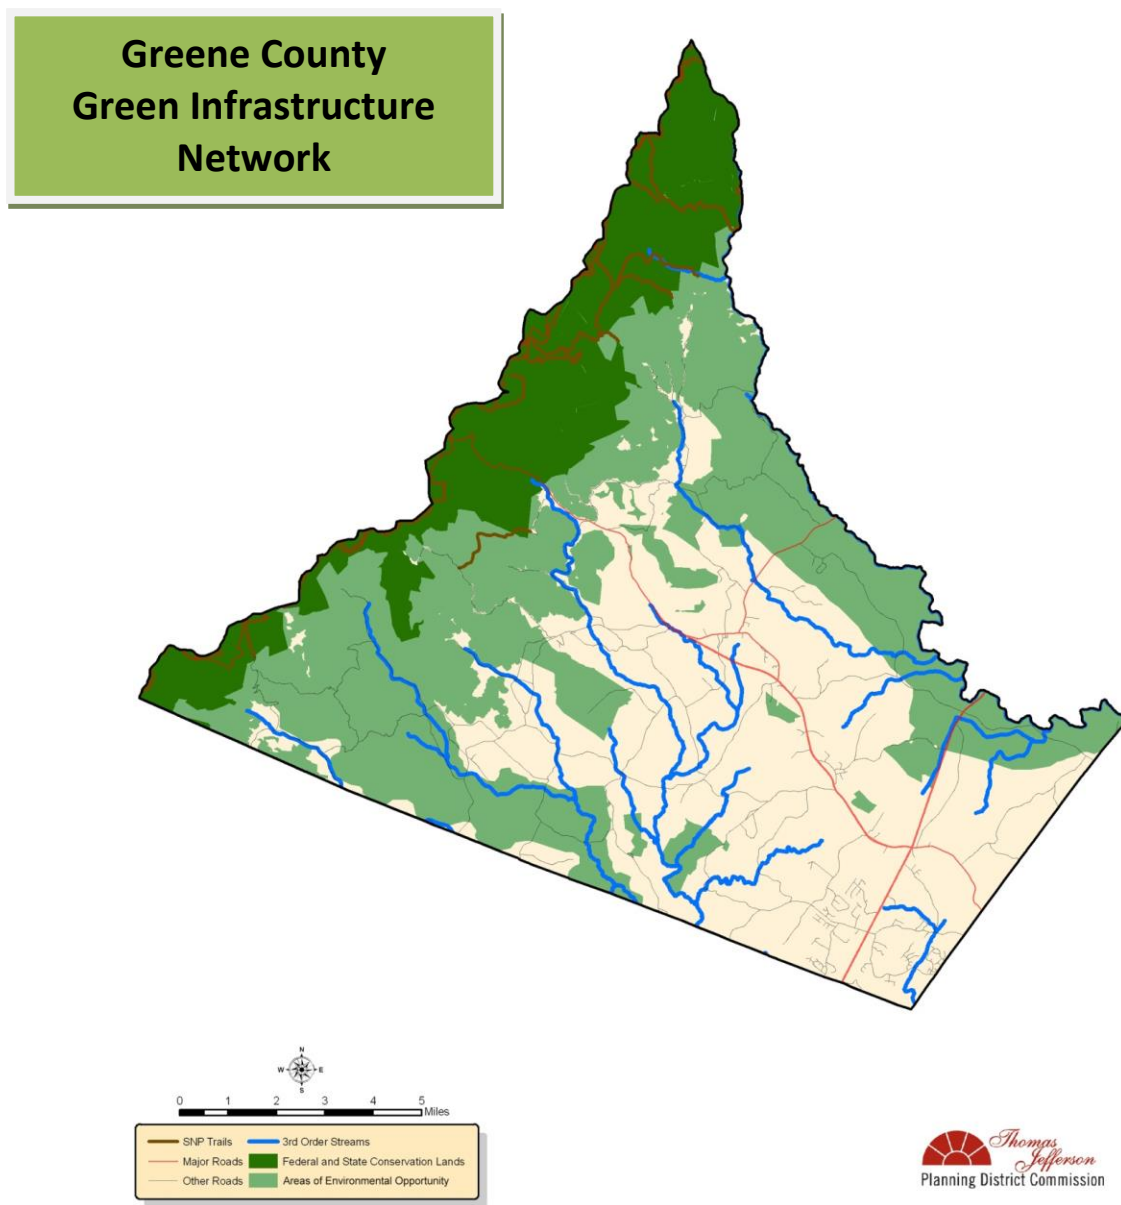 Greene County
Green Infrastructure
Network
N
W E
S
0 1 2 3 4 5
Miles
SNP Trails 3rd Order Streams
Major Roads Federal and State Conservation Lands
Other Roads Areas of Environmental Opportunity
Thomas
Jefferson
Planning District Commission